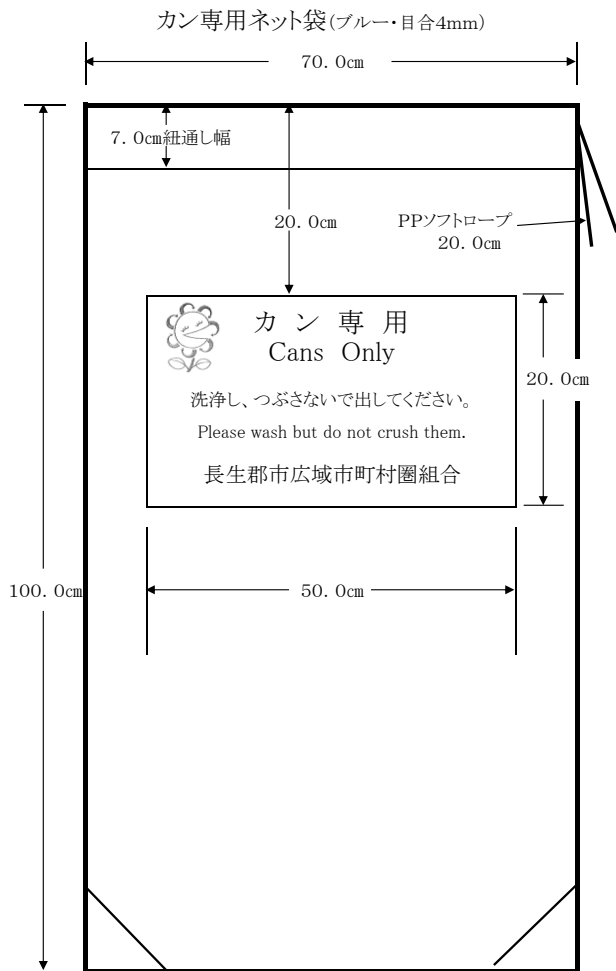 カン専用ネット袋(ブルー・目合4mm)
70.0㎝
7.0㎝紐通し幅
20.0㎝
PPソフトロープ
20.0㎝
カン専用
Cans Only
20.0㎝
洗浄し、つぶさないで出してください。
Please wash but do not crush them.
長生郡市広域市町村圏組合
100.0㎝
50.0㎝